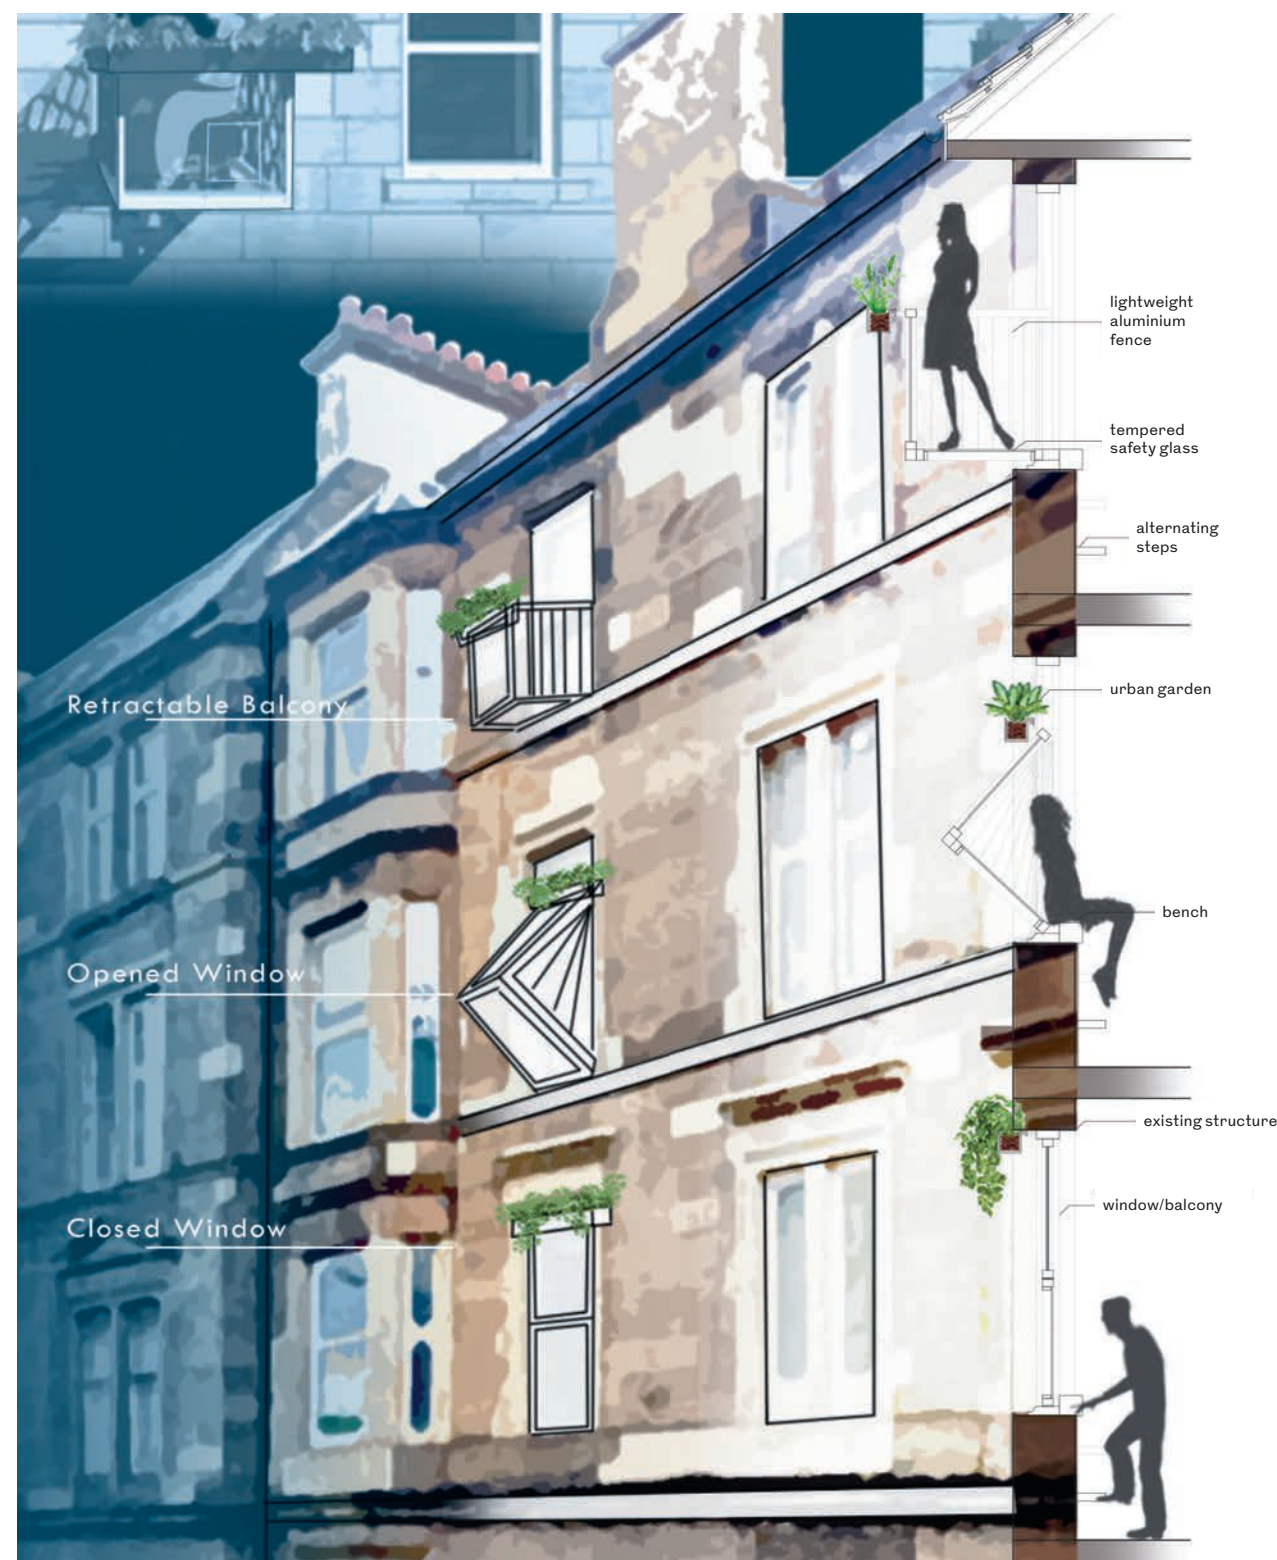 lightweight
aluminium
fence
tempered
safety glass
alternating
steps
urban garden
Retractable Balcony
bench
Opened Window
existing structure
window/balcony
Closed Window